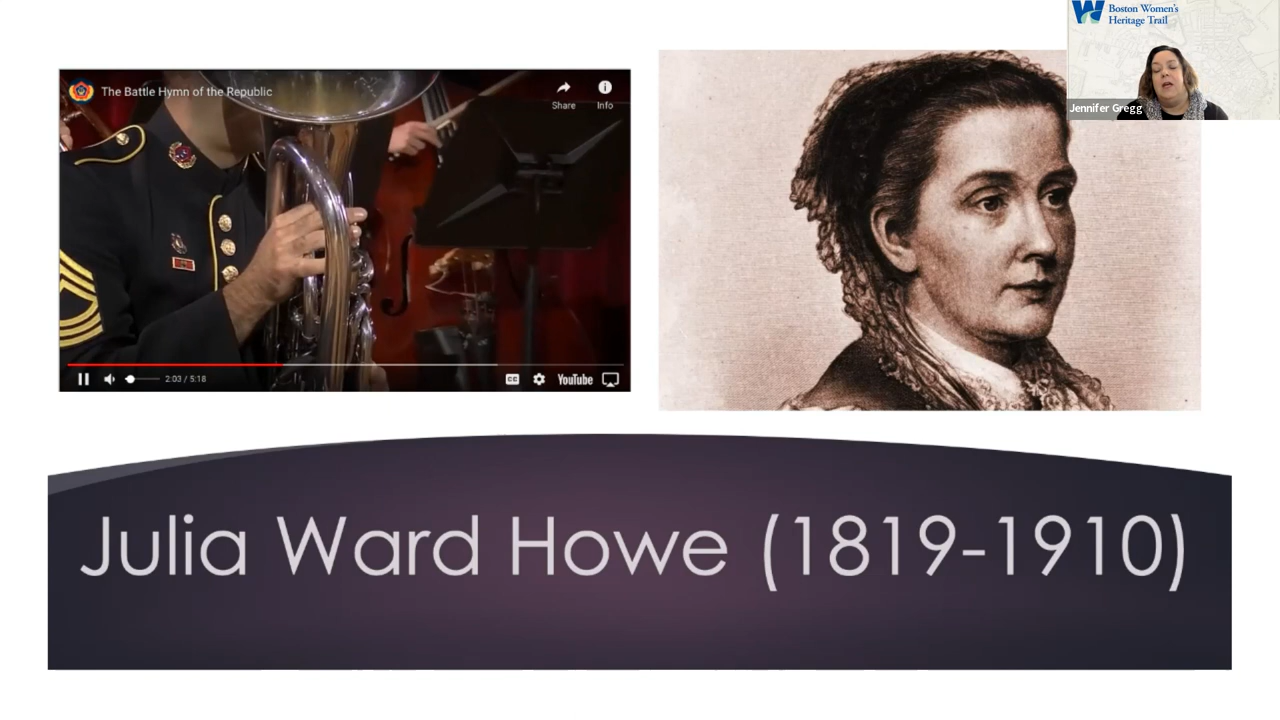 The Battle Hymn of the Republic
Share
Info
2:03 / 5:18
CC
YouTube
Boston Women's
Heritage Trail
Jennifer Gregg
Julia Ward Howe (1819-1910)